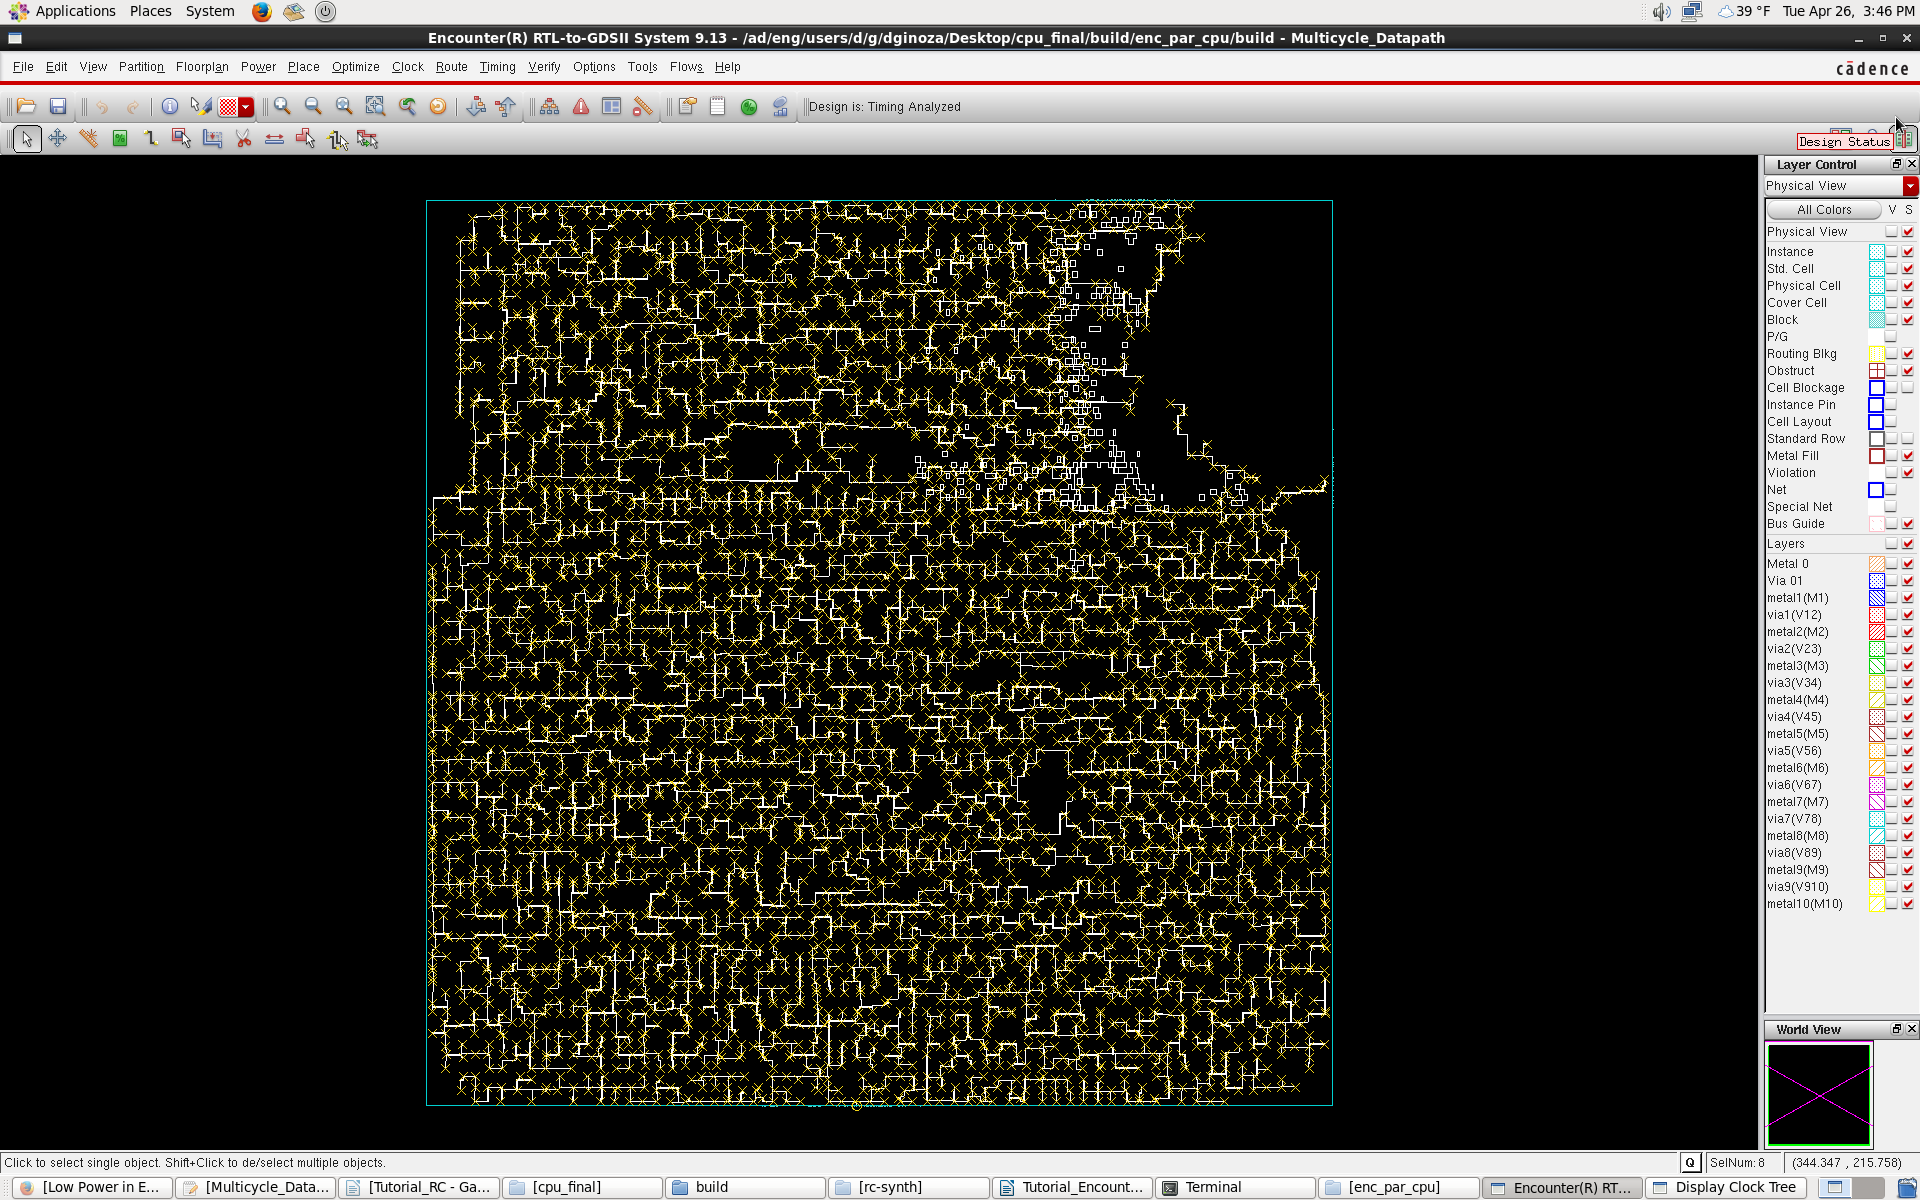 Applications Places System
39 °F Tue Apr 26, 3:46 PM
Encounter(R) RTL-to-GDSII System 9.13 - /ad/eng/users/d/g/dginoza/Desktop/cpu_final/build/enc_par_cpu/build - Multicycle_Datapath
File Edit View Partition Floorplan Power Place Optimize Clock Route Timing Verify Options Tools Flows Help
cādence
Design is: Timing Analyzed
Design Status
Layer Control
Physical View
All Colors V S
Physical View
Instance
Std. Cell
Physical Cell
Cover Cell
Block
P/G
Routing Blkg
Obstruct
Cell Blockage
Instance Pin
Cell Layout
Standard Row
Metal Fill
Violation
Net
Special Net
Bus Guide
Layers
Metal 0
Via 01
metal1(M1)
via1(V12)
metal2(M2)
via2(V23)
metal3(M3)
via3(V34)
metal4(M4)
via4(V45)
metal5(M5)
via5(V56)
metal6(M6)
via6(V67)
metal7(M7)
via7(V78)
metal8(M8)
via8(V89)
metal9(M9)
via9(V910)
metal10(M10)
World View
Click to select single object. Shift+Click to de/select multiple objects.
Q SelNum: 8 (344.347 , 215.758)
[Low Power in E... [Multicycle_Data... [Tutorial_RC - Ga... [cpu_final] build [rc-synth] Tutorial_Encount... Terminal [enc_par_cpu] Encounter(R) RT... Display Clock Tree